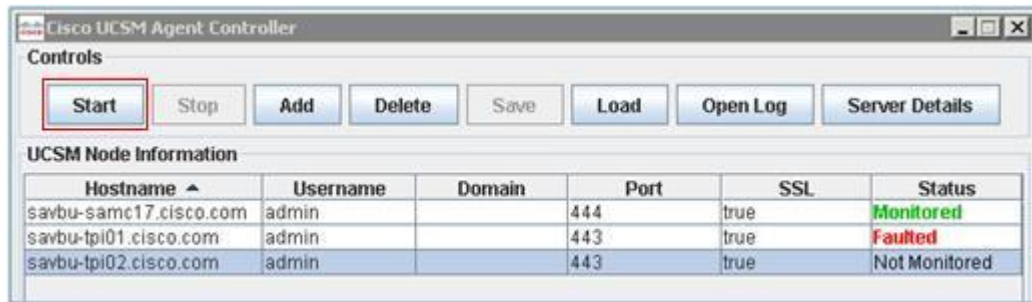 Cisco UCSM Agent Controller
Controls
Start Stop Add Delete Save Load Open Log Server Details
UCSM Node Information
Hostname Username Domain Port SSL Status
savbu-samc17.cisco.com admin 444 true Monitored
savbu-tpi01.cisco.com admin 443 true Faulted
savbu-tpi02.cisco.com admin 443 true Not Monitored